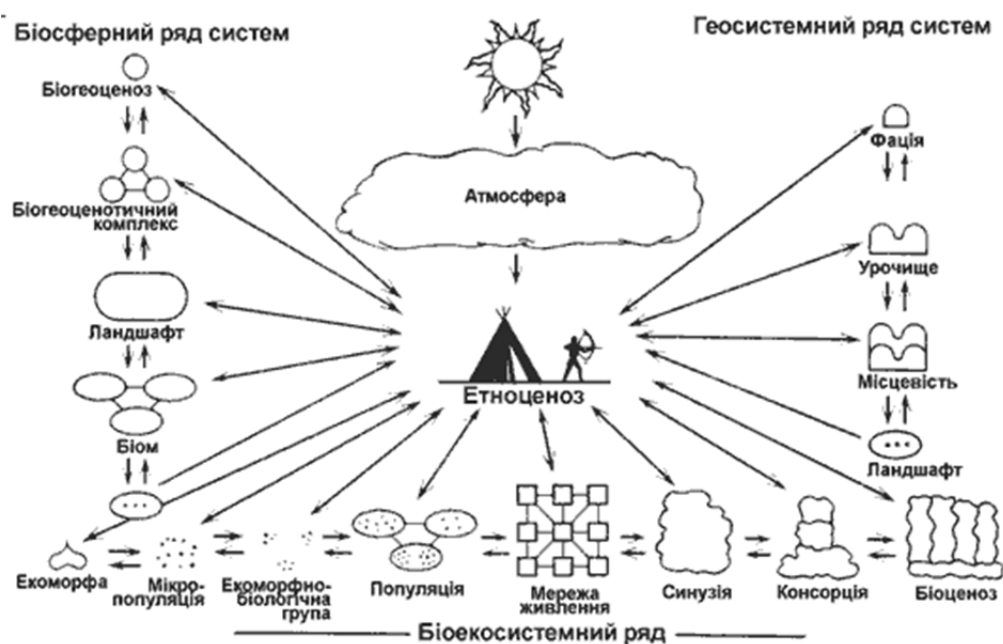 Біосферний ряд систем
Геосистемний ряд систем
Біогеоценоз
Фація
Атмосфера
Біогеоценотичний
комплекс
Урочище
Ландшафт
Місцевість
Етноценоз
Біом
Ландшафт
Екоморфа
Мікро-
популяція
Екоморфно-
біологічна
група
Популяція
Мережа
живлення
Синузія
Консорція
Біоценоз
Біоекосистемний ряд